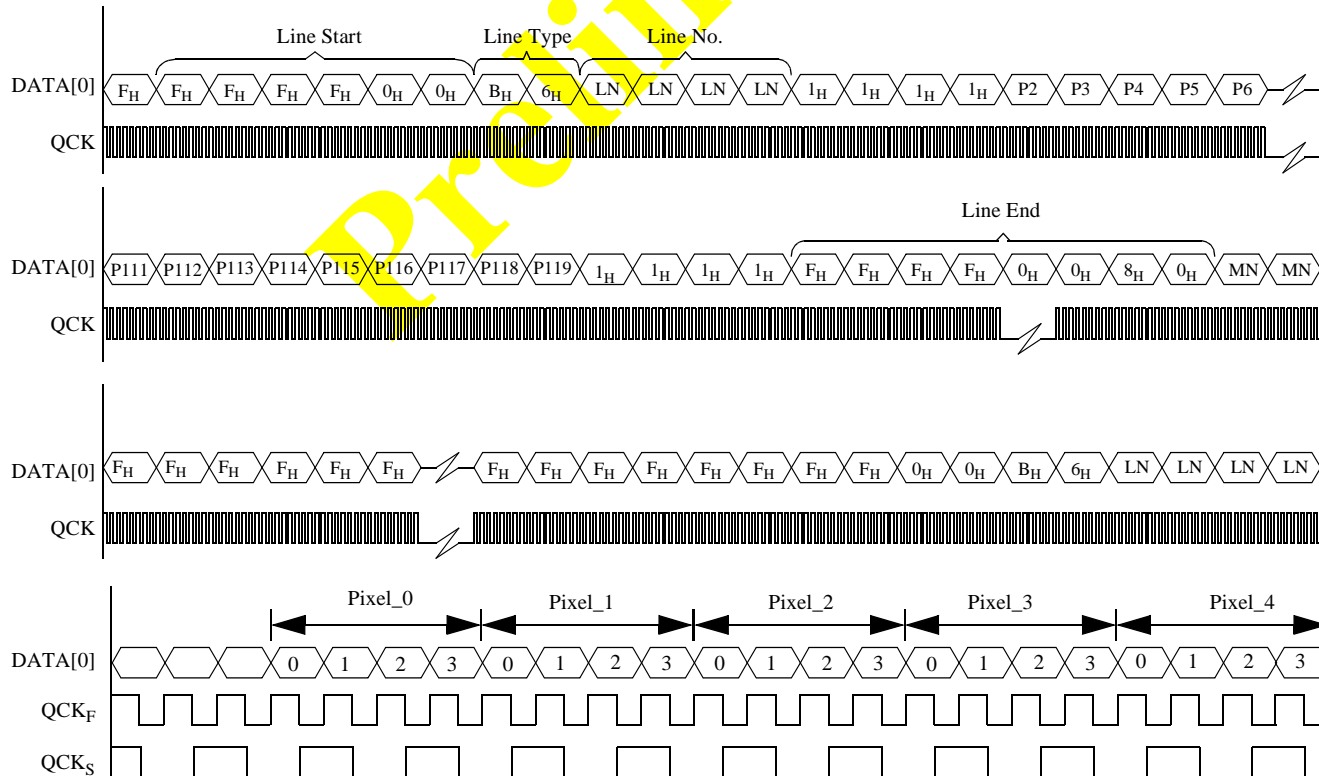 Line Start Line Type Line No.
DATA[0] F_H F_H F_H F_H F_H 0_H 0_H B_H 6_H LN LN LN LN 1_H 1_H 1_H 1_H P2 P3 P4 P5 P6
QCK
Line End
DATA[0] P111 P112 P113 P114 P115 P116 P117 P118 P119 1_H 1_H 1_H 1_H F_H F_H F_H F_H 0_H 0_H 8_H 0_H MN MN
QCK
DATA[0] F_H F_H F_H F_H F_H F_H F_H F_H F_H F_H F_H F_H F_H F_H 0_H 0_H B_H 6_H LN LN LN LN
QCK
Pixel_0 Pixel_1 Pixel_2 Pixel_3 Pixel_4
DATA[0] 0 1 2 3 0 1 2 3 0 1 2 3 0 1 2 3 0 1 2 3
QCK_F
QCK_S